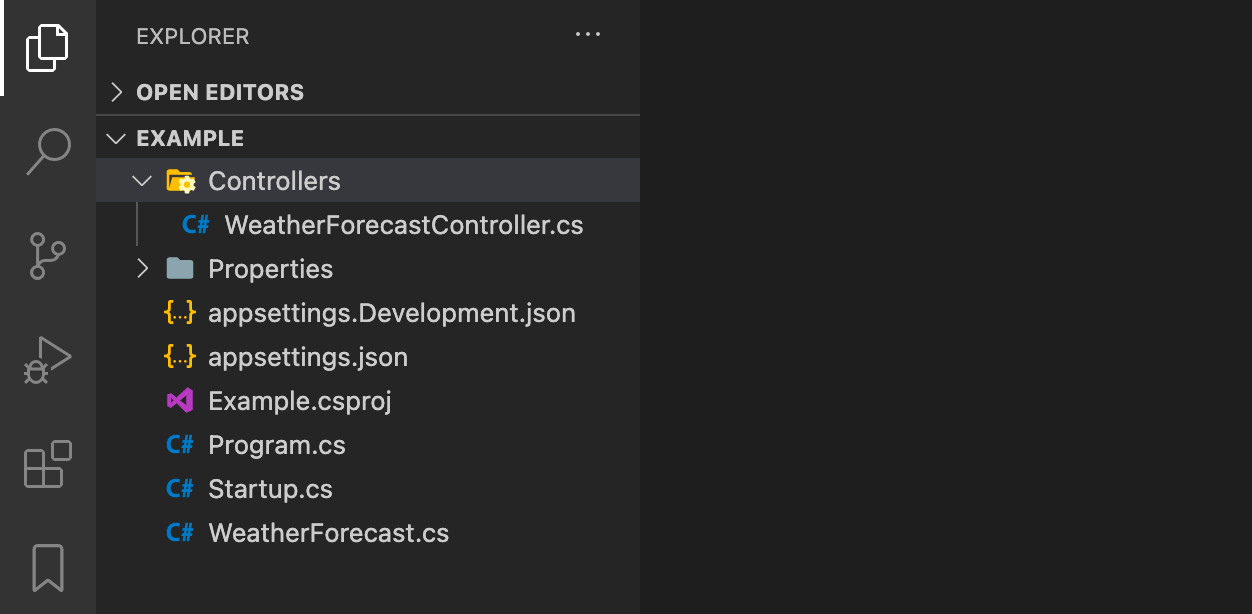 EXPLORER
OPEN EDITORS
EXAMPLE
Controllers
C# WeatherForecastController.cs
Properties
{...} appsettings.Development.json
{...} appsettings.json
Example.csproj
C# Program.cs
C# Startup.cs
C# WeatherForecast.cs